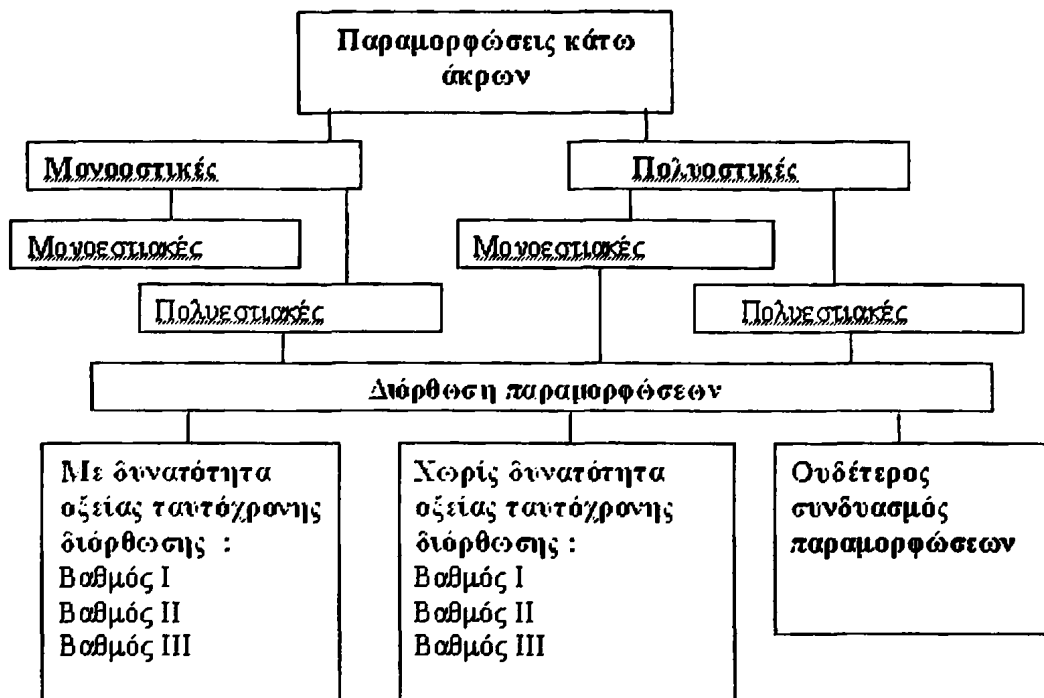 Παραμορφώσεις κάτω
άκρων
Μονοοστικές
Πολυοστικές
Μονοεστιακές
Μονοεστιακές
Πολυεστιακές
Πολυεστιακές
Διόρθωση παραμορφώσεων
Με δυνατότητα
οξείας ταυτόχρονης
διόρθωσης :
Βαθμός I
Βαθμός II
Βαθμός III
Χωρίς δυνατότητα
οξείας ταυτόχρονης
διόρθωσης :
Βαθμός I
Βαθμός II
Βαθμός III
Ουδέτερος
συνδυασμός
παραμορφώσεων